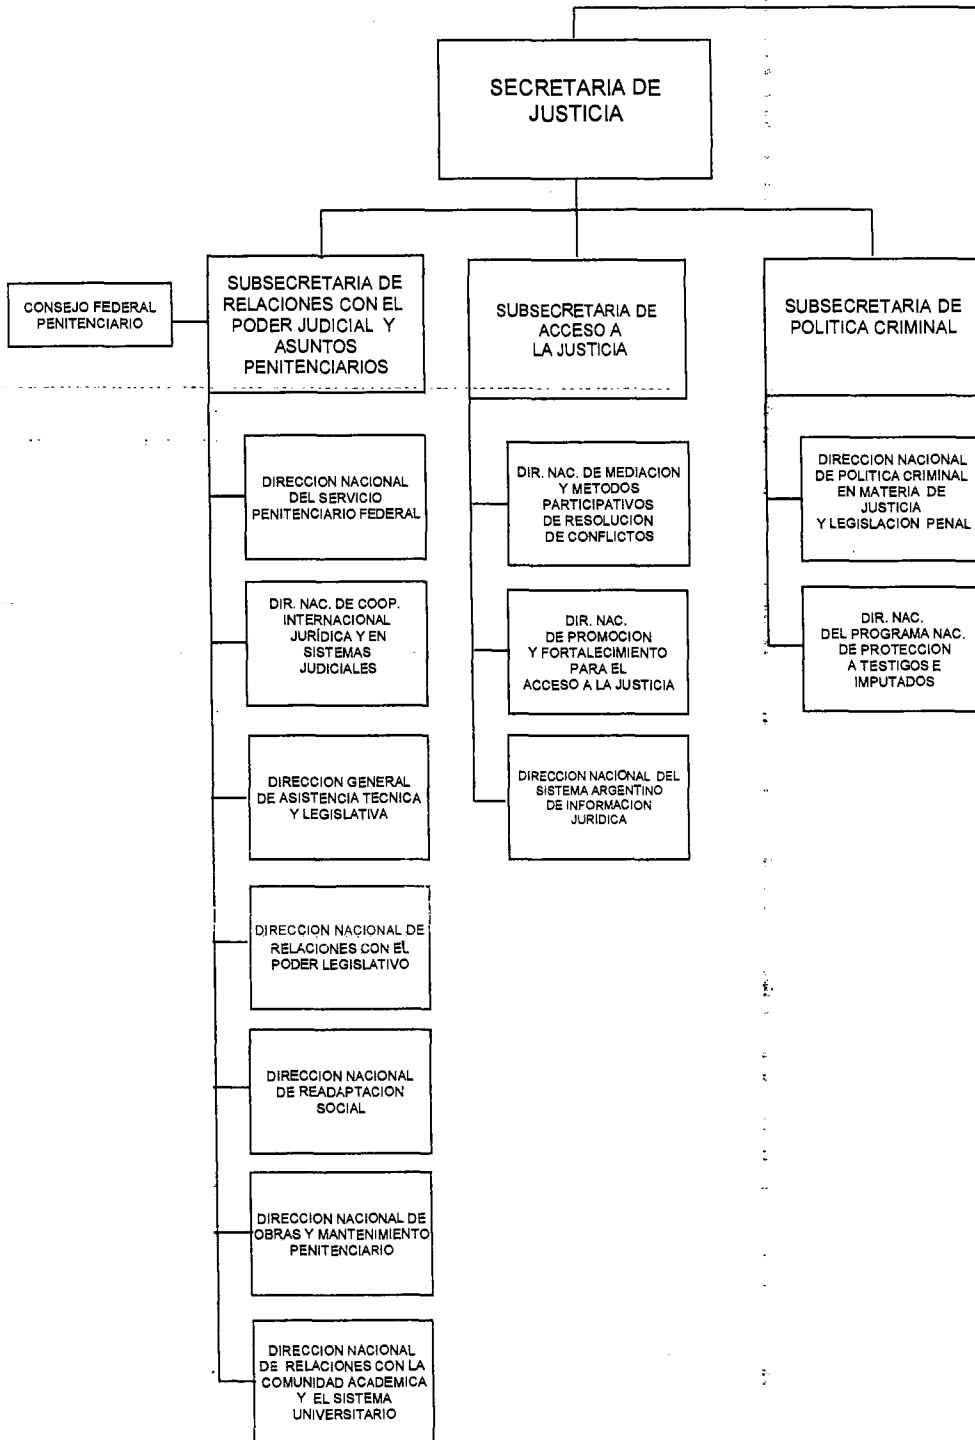 SECRETARIA DE
JUSTICIA
CONSEJO FEDERAL
PENITENCIARIO
SUBSECRETARIA DE
RELACIONES CON EL
PODER JUDICIAL Y
ASUNTOS
PENITENCIARIOS
DIRECCION NACIONAL
DEL SERVICIO
PENITENCIARIO FEDERAL
DIR. NAC. DE COOP.
INTERNACIONAL
JURÍDICA Y EN
SISTEMAS
JUDICIALES
DIRECCION GENERAL
DE ASISTENCIA TECNICA
Y LEGISLATIVA
DIRECCION NACIONAL DE
RELACIONES CON EL
PODER LEGISLATIVO
DIRECCION NACIONAL
DE READAPTACION
SOCIAL
DIRECCION NACIONAL DE
OBRAS Y MANTENIMIENTO
PENITENCIARIO
DIRECCION NACIONAL
DE RELACIONES CON LA
COMUNIDAD ACADEMICA
Y EL SISTEMA
UNIVERSITARIO
SUBSECRETARIA DE
ACCESO A
LA JUSTICIA
DIR. NAC. DE MEDIACION
Y METODOS
PARTICIPATIVOS
DE RESOLUCION
DE CONFLICTOS
DIR. NAC.
DE PROMOCION
Y FORTALECIMIENTO
PARA EL
ACCESO A LA JUSTICIA
DIRECCION NACIONAL DEL
SISTEMA ARGENTINO
DE INFORMACION
JURIDICA
SUBSECRETARIA DE
POLITICA CRIMINAL
DIRECCION NACIONAL
DE POLITICA CRIMINAL
EN MATERIA DE
JUSTICIA
Y LEGISLACION PENAL
DIR. NAC.
DEL PROGRAMA NAC.
DE PROTECCION
A TESTIGOS E
IMPUTADOS